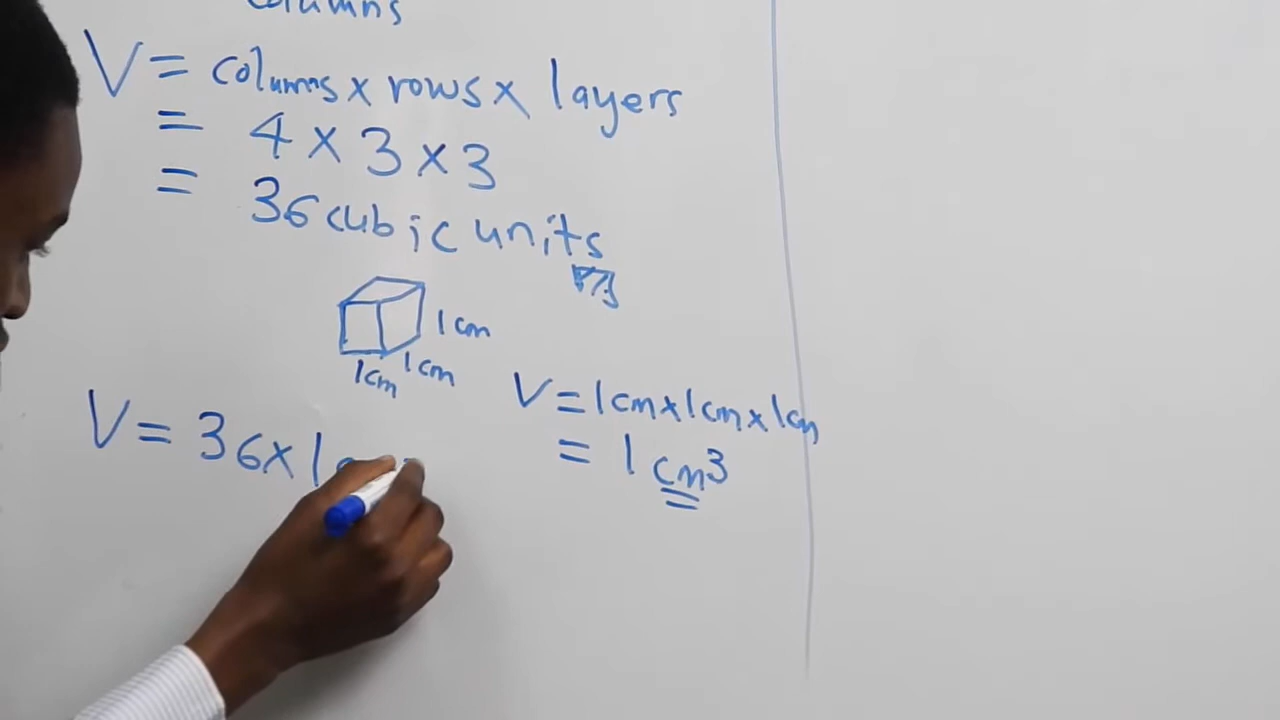 columns
V = columns x rows x layers
= 4 x 3 x 3
= 36 cubic units
1cm
1cm
1cm
V = 1cm x 1cm x 1cm
= 1 cm³
V = 36 x 1